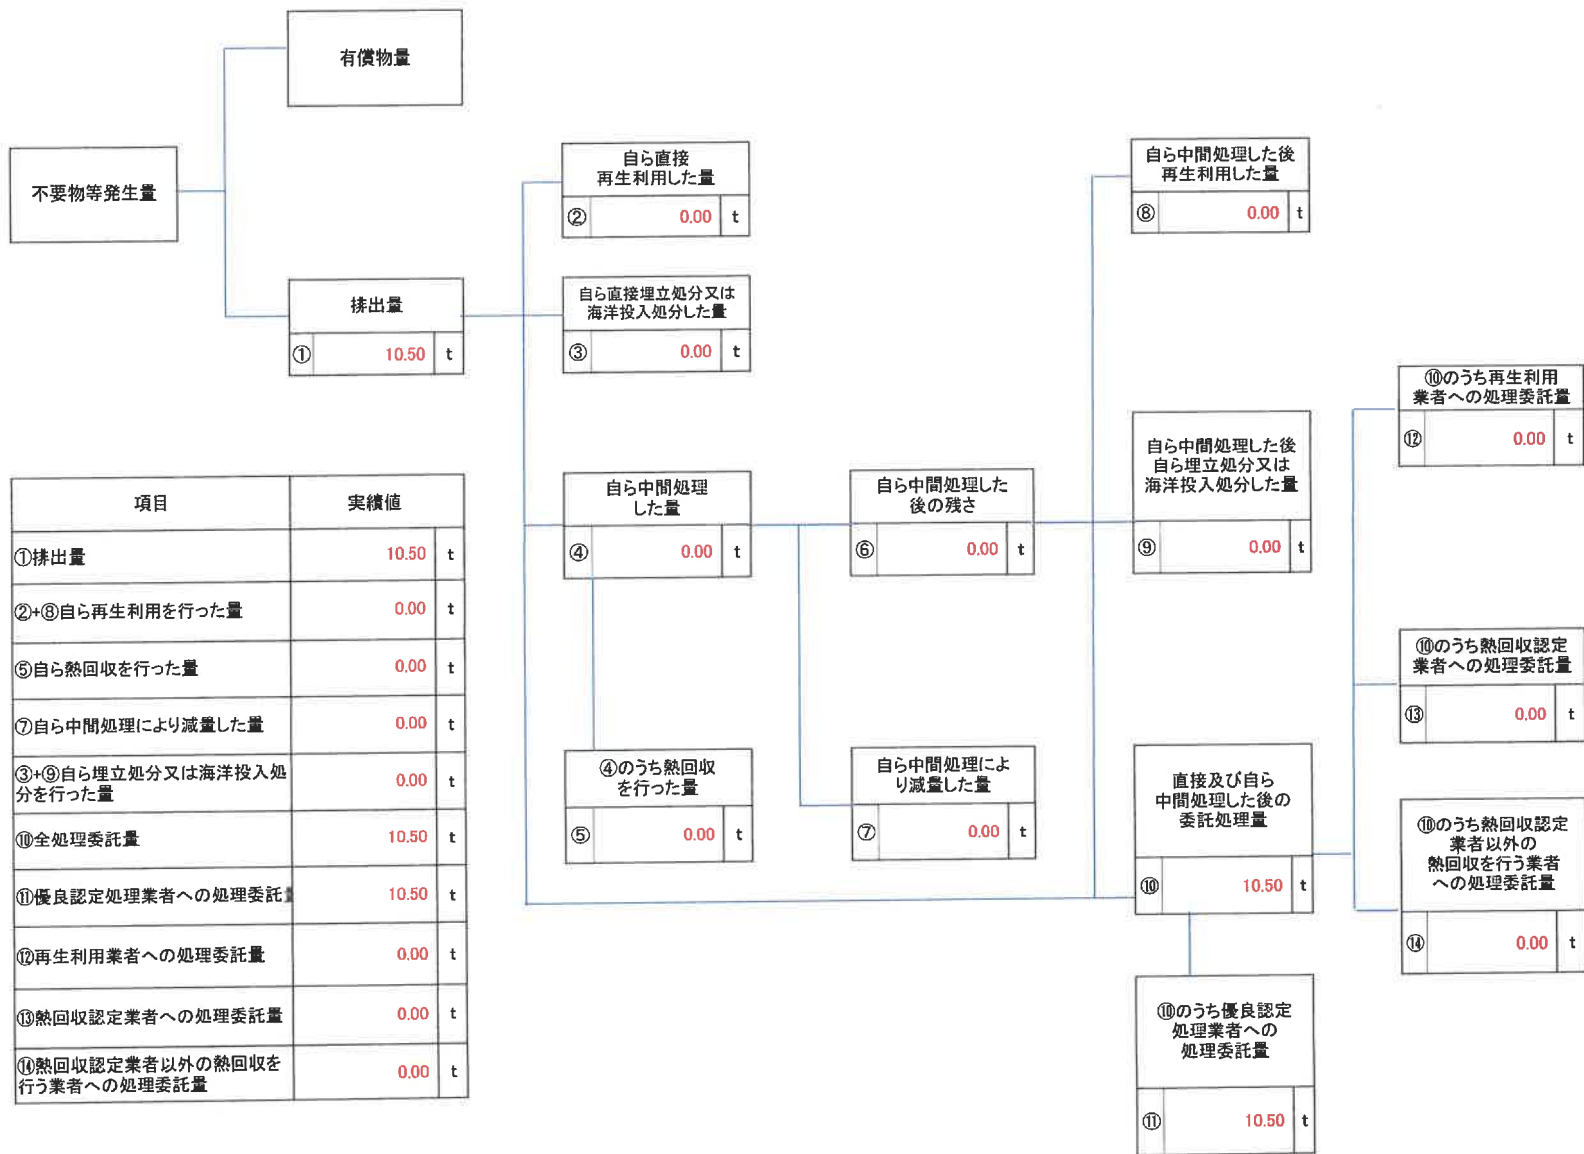 有償物量
不要物等発生量
排出量
① 10.50 t
自ら直接
再生利用した量
② 0.00 t
自ら直接埋立処分又は
海洋投入処分した量
③ 0.00 t
自ら中間処理
した量
④ 0.00 t
④のうち熱回収
を行った量
⑤ 0.00 t
自ら中間処理した
後の残さ
⑥ 0.00 t
自ら中間処理によ
り減量した量
⑦ 0.00 t
自ら中間処理した後
再生利用した量
⑧ 0.00 t
自ら中間処理した後
自ら埋立処分又は
海洋投入処分した量
⑨ 0.00 t
直接及び自ら
中間処理した後の
委託処理量
⑩ 10.50 t
⑩のうち優良認定
処理業者への
処理委託量
⑪ 10.50 t
⑩のうち再生利用
業者への処理委託量
⑫ 0.00 t
⑩のうち熱回収認定
業者への処理委託量
⑬ 0.00 t
⑩のうち熱回収認定
業者以外の
熱回収を行う業者
への処理委託量
⑭ 0.00 t
項目 実績値
①排出量 10.50 t
②+⑧自ら再生利用を行った量 0.00 t
⑤自ら熱回収を行った量 0.00 t
⑦自ら中間処理により減量した量 0.00 t
③+⑨自ら埋立処分又は海洋投入処
分を行った量 0.00 t
⑩全処理委託量 10.50 t
⑪優良認定処理業者への処理委託量 10.50 t
⑫再生利用業者への処理委託量 0.00 t
⑬熱回収認定業者への処理委託量 0.00 t
⑭熱回収認定業者以外の熱回収を
行う業者への処理委託量 0.00 t